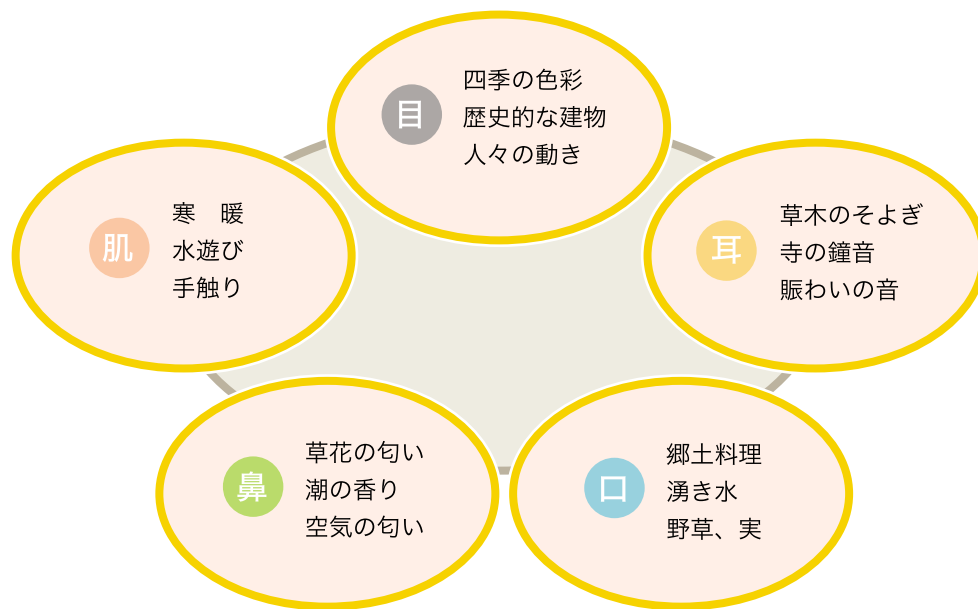 目
四季の色彩
歴史的な建物
人々の動き
肌
寒　暖
水遊び
手触り
耳
草木のそよぎ
寺の鐘音
賑わいの音
鼻
草花の匂い
潮の香り
空気の匂い
口
郷土料理
湧き水
野草、実